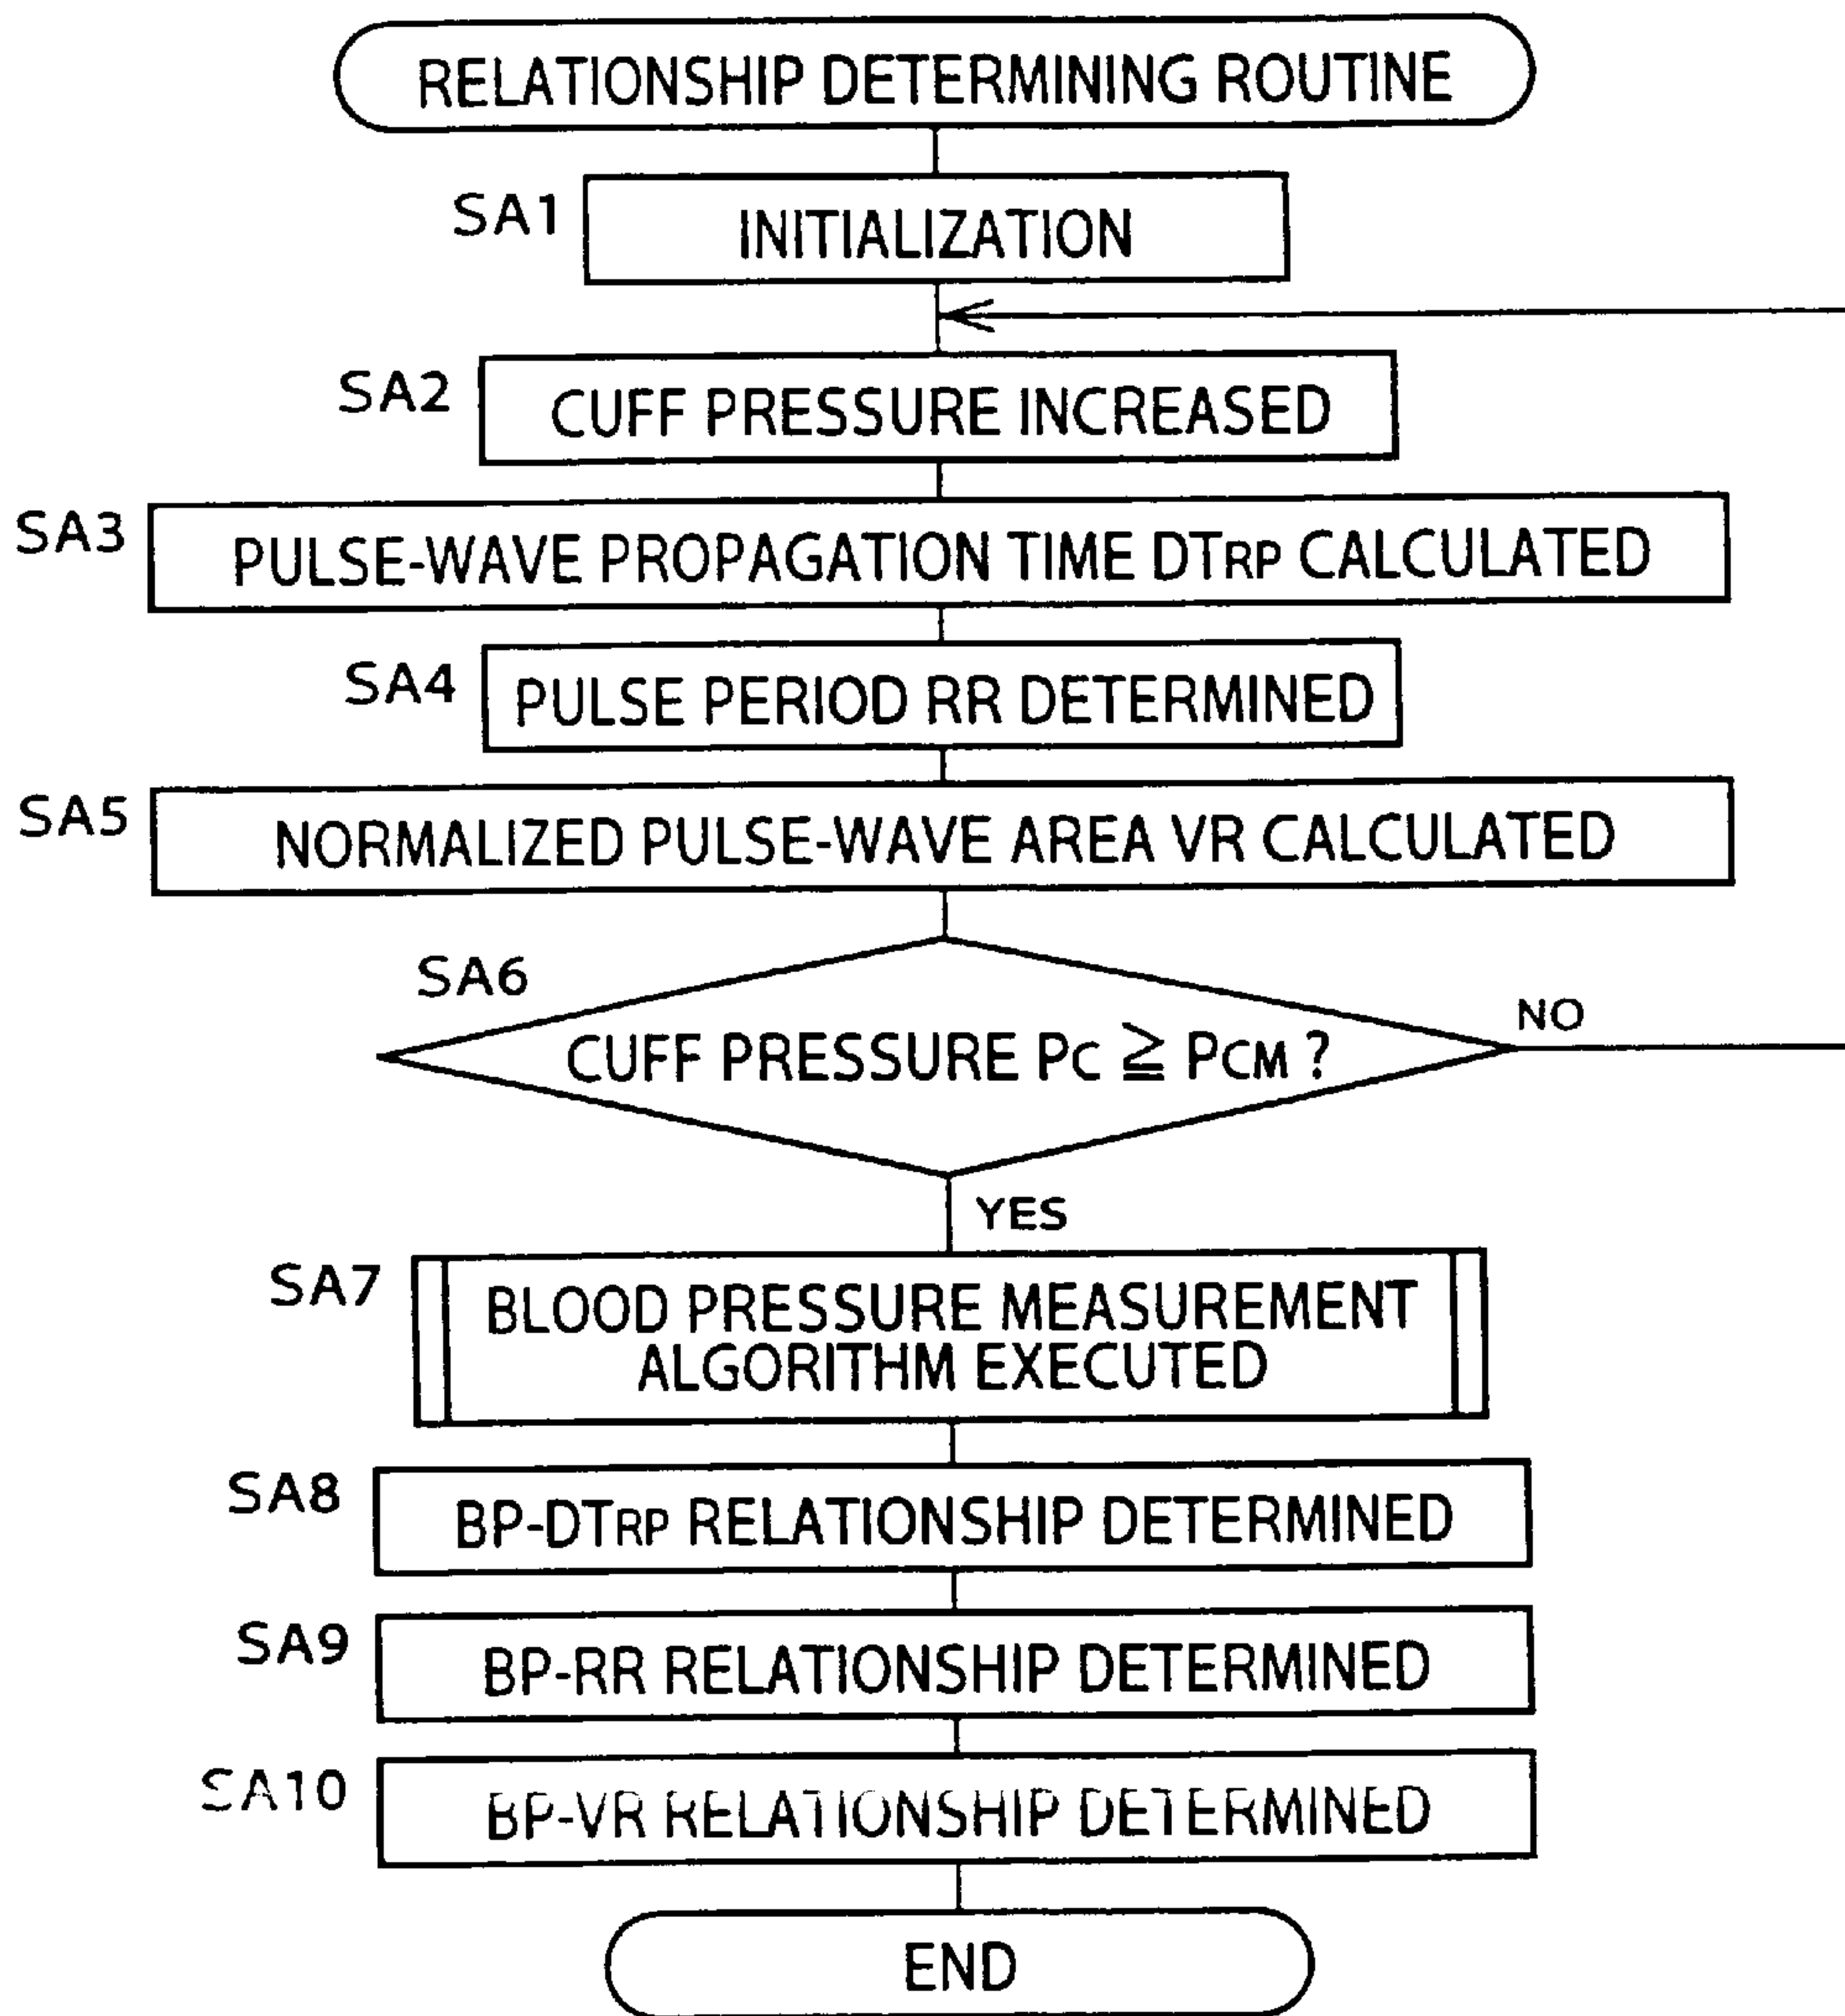 RELATIONSHIP DETERMINING ROUTINE
SA1
INITIALIZATION
SA2
CUFF PRESSURE INCREASED
SA3
PULSE-WAVE PROPAGATION TIME DTRP CALCULATED
SA4
PULSE PERIOD RR DETERMINED
SA5
NORMALIZED PULSE-WAVE AREA VR CALCULATED
SA6
CUFF PRESSURE PC ≧ PCM ?
NO
YES
SA7
BLOOD PRESSURE MEASUREMENT
ALGORITHM EXECUTED
SA8
BP-DTRP RELATIONSHIP DETERMINED
SA9
BP-RR RELATIONSHIP DETERMINED
SA10
BP-VR RELATIONSHIP DETERMINED
END